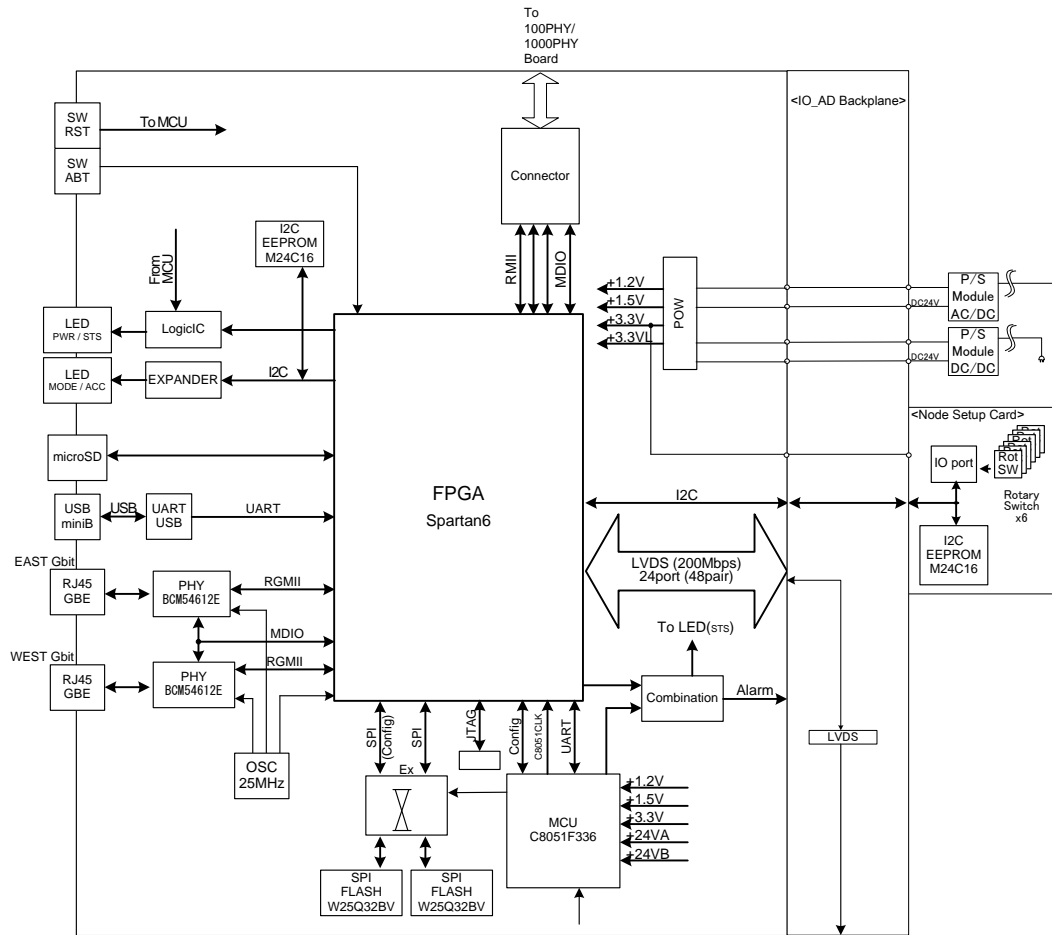 To
100PHY/
1000PHY
Board
<IO_AD Backplane>
SW
RST
To MCU
SW
ABT
Connector
I2C
EEPROM
M24C16
From
MCU
RMII
MDIO
+1.2V
+1.5V
+3.3V
+3.3VL
POW
DC24V
P/S
Module
AC/DC
DC24V
P/S
Module
DC/DC
LED
PWR / STS
LogicIC
LED
MODE / ACC
EXPANDER
I2C
<Node Setup Card>
microSD
IO port
Rot
SW
Rotary
Switch
x6
FPGA
Spartan6
USB
miniB
USB
UART
USB
UART
I2C
I2C
EEPROM
M24C16
EAST Gbit
RJ45
GBE
PHY
BCM54612E
RGMII
LVDS (200Mbps)
24port (48pair)
MDIO
To LED(STS)
WEST Gbit
RJ45
GBE
PHY
BCM54612E
RGMII
Combination
Alarm
LVDS
OSC
25MHz
SPI
(Config)
SPI
JTAG
Config
C8051CLK
UART
Ex
MCU
C8051F336
+1.2V
+1.5V
+3.3V
+24VA
+24VB
SPI
FLASH
W25Q32BV
SPI
FLASH
W25Q32BV